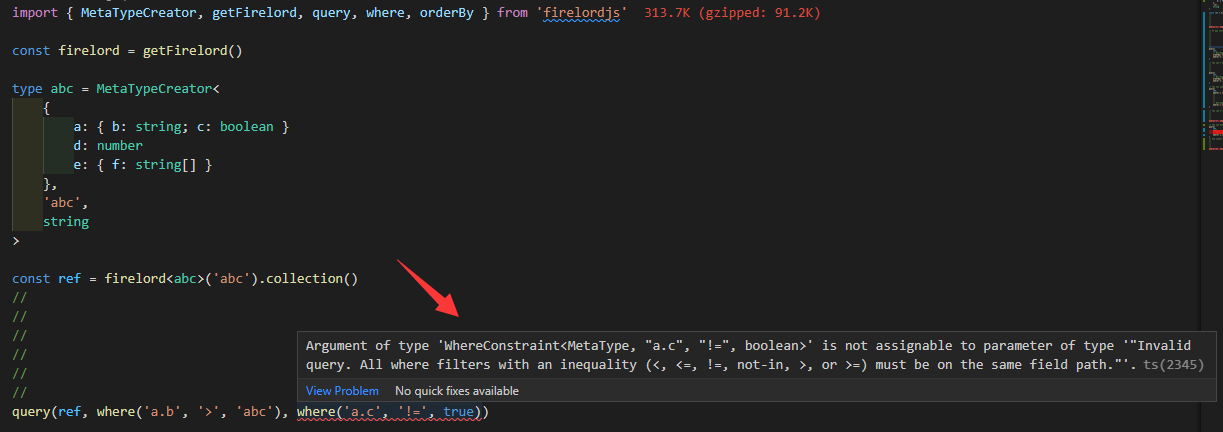 import { MetaTypeCreator, getFirelord, query, where, orderBy } from 'firelordjs' 313.7K (gzipped: 91.2K)
const firelord = getFirelord()
type abc = MetaTypeCreator<
{
a: { b: string; c: boolean }
d: number
e: { f: string[] }
},
'abc',
string
>
const ref = firelord<abc>('abc').collection()
//
//
//
//
//
//
Argument of type 'WhereConstraint<MetaType, "a.c", "!=", boolean>' is not assignable to parameter of type '"Invalid
query. All where filters with an inequality (<, <=, !=, not-in, >, or >=) must be on the same field path."'. ts(2345)
View Problem No quick fixes available
query(ref, where('a.b', '>', 'abc'), where('a.c', '!=', true))